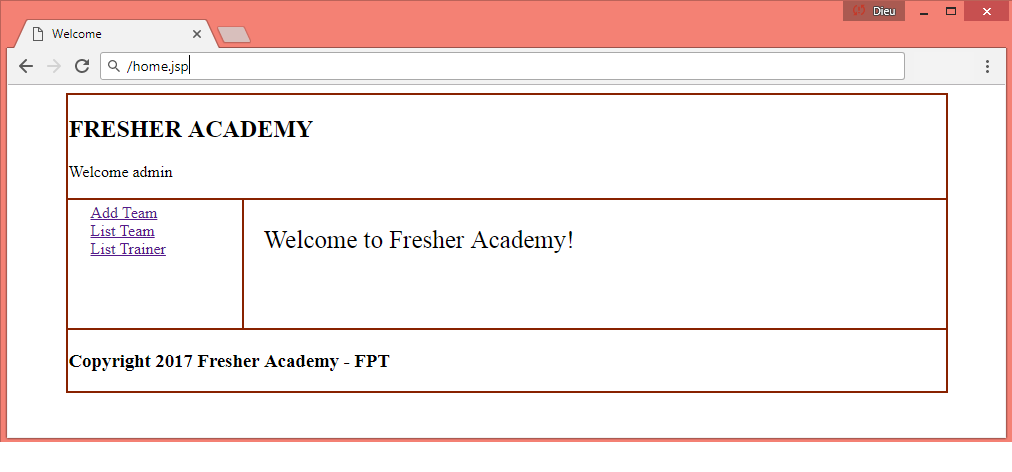 Dieu
Welcome
/home.jsp
FRESHER ACADEMY
Welcome admin
Add Team
List Team
List Trainer
Welcome to Fresher Academy!
Copyright 2017 Fresher Academy - FPT